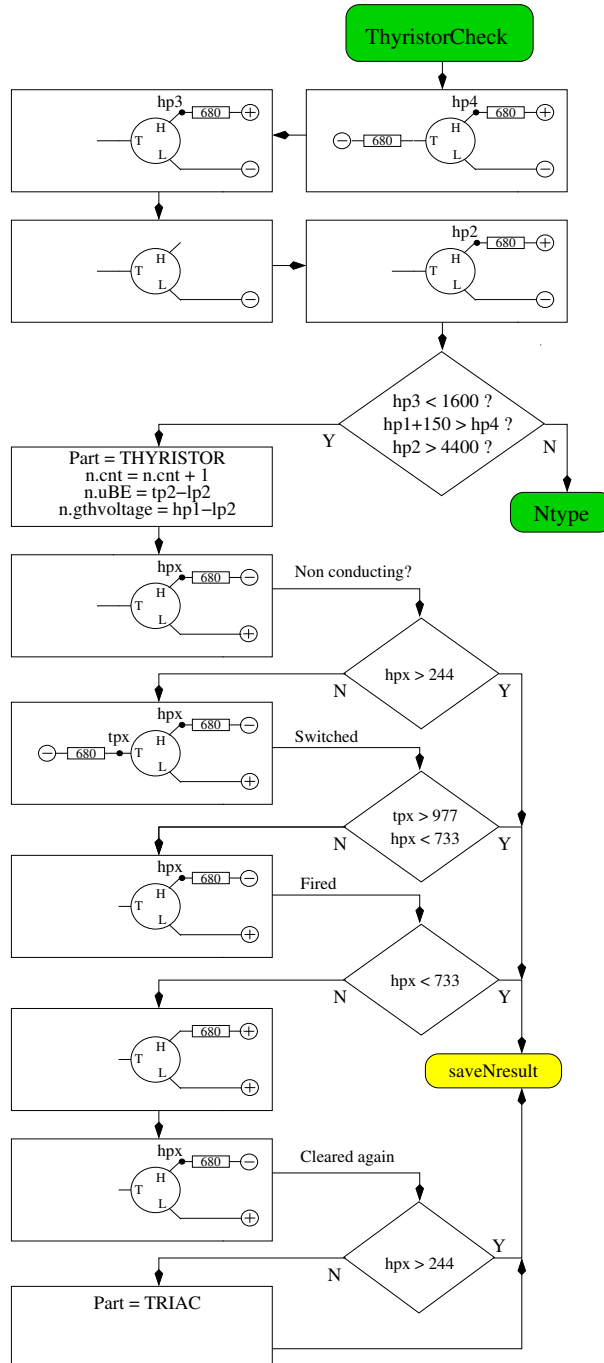 ThyristorCheck
hp3
680 +
H
T
L
−
hp4
680 +
H
− 680 T
L
−
H
T
L
−
hp2
680 +
H
T
L
−
hp3 < 1600 ?
hp1+150 > hp4 ?
hp2 > 4400 ?
Y
N
Part = THYRISTOR
n.cnt = n.cnt + 1
n.uBE = tp2−lp2
n.gthvoltage = hp1−lp2
Ntype
hpx
680 −
H
T
L
+
Non conducting?
hpx > 244
N
Y
hpx
680 −
tpx
H
− 680 T
L
+
Switched
tpx > 977
hpx < 733
N
Y
hpx
680 −
H
T
L
+
Fired
hpx < 733
N
Y
680 +
H
T
L
+
saveNresult
hpx
680 −
H
T
L
+
Cleared again
hpx > 244
N
Y
Part = TRIAC